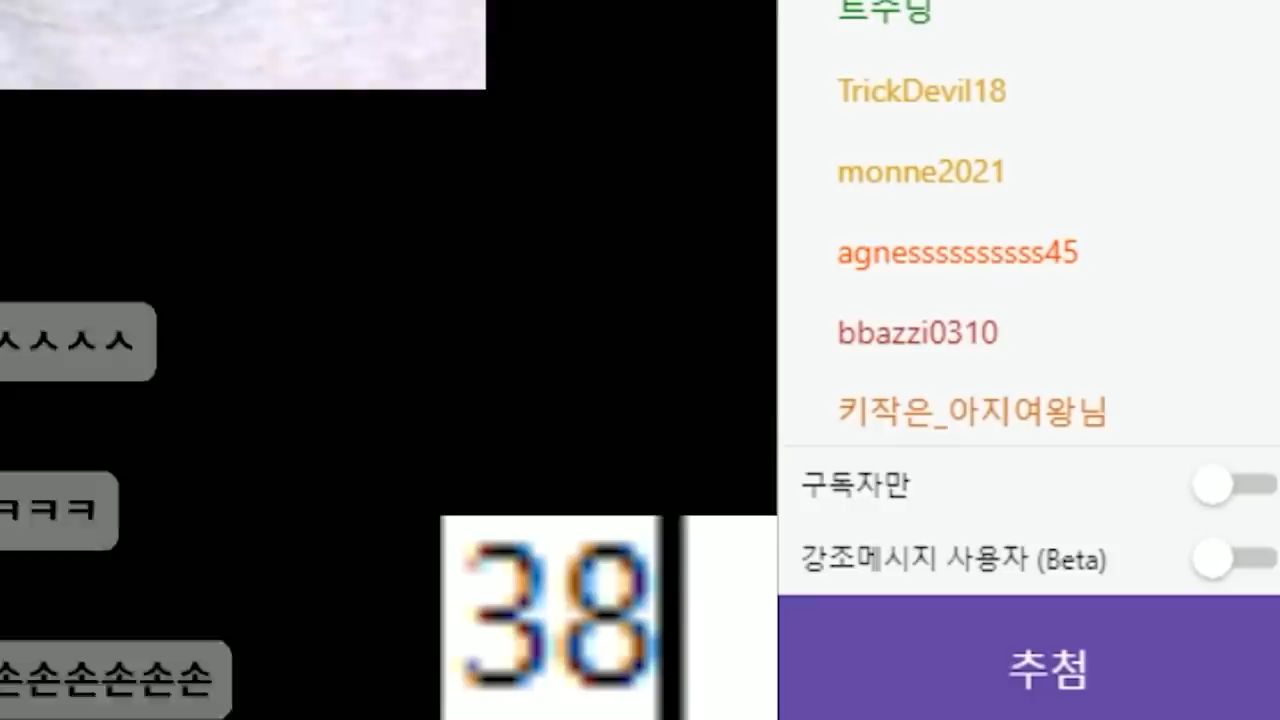 트수닝
TrickDevil18
monne2021
agnessssssssss45
bbazzi0310
키작은_아지여왕님
구독자만
강조메시지 사용자 (Beta)
추첨
ㅅㅅㅅㅅ
ㅋㅋㅋ
손손손손손손
38